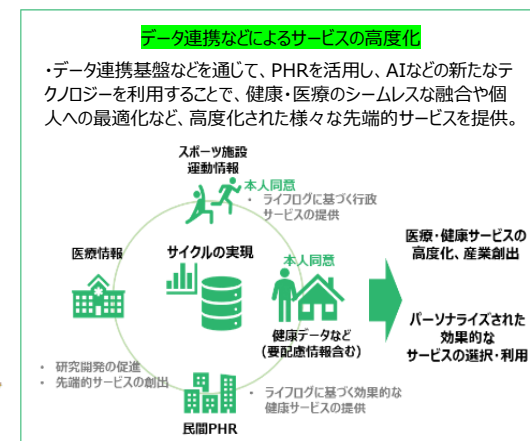 データ連携などによるサービスの高度化
・データ連携基盤などを通じて、PHRを活用し、AIなどの新たなテ
クノロジーを利用することで、健康・医療のシームレスな融合や個
人への最適化など、高度化された様々な先端的サービスを提供。
スポーツ施設
運動情報
本人同意
・ ライフログに基づく行政
サービスの提供
医療情報
サイクルの実現
本人同意
健康データなど
(要配慮情報含む)
・ 研究開発の促進
・ 先端的サービスの創出
・ ライフログに基づく効果的な
健康サービスの提供
民間PHR
医療・健康サービスの
高度化、産業創出
パーソナライズされた
効果的な
サービスの選択・利用